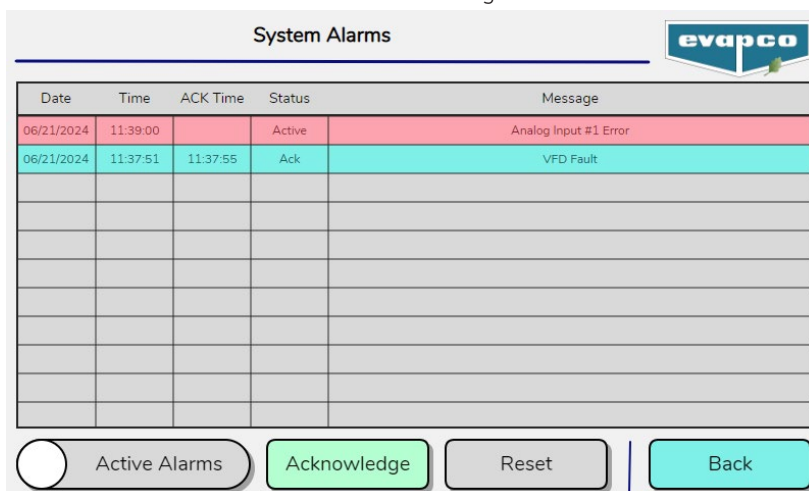 System Alarms
evapco
Date Time ACK Time Status Message
06/21/2024 11:39:00 Active Analog Input #1 Error
06/21/2024 11:37:51 11:37:55 Ack VFD Fault
Active Alarms Acknowledge Reset Back